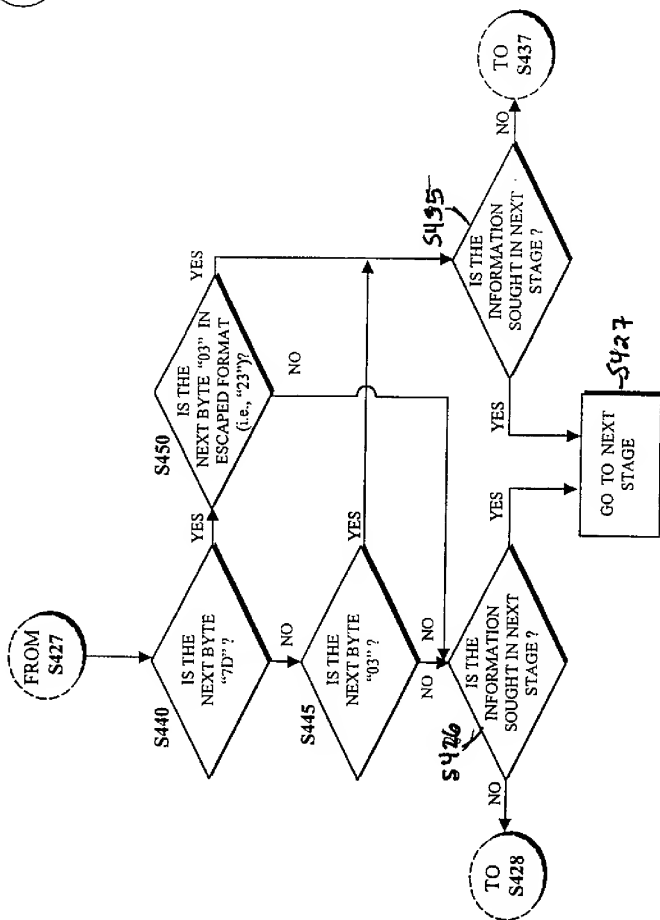 FROM
S427
S440
IS THE
NEXT BYTE
"7D" ?
YES
NO
S450
IS THE
NEXT BYTE "03" IN
ESCAPED FORMAT
(i.e., "23")?
YES
NO
S445
IS THE
NEXT BYTE
"03" ?
YES
NO
NO
S426
IS THE
INFORMATION
SOUGHT IN NEXT
STAGE ?
YES
NO
TO
S428
S435
IS THE
INFORMATION
SOUGHT IN NEXT
STAGE ?
YES
NO
TO
S437
GO TO NEXT
STAGE
S427